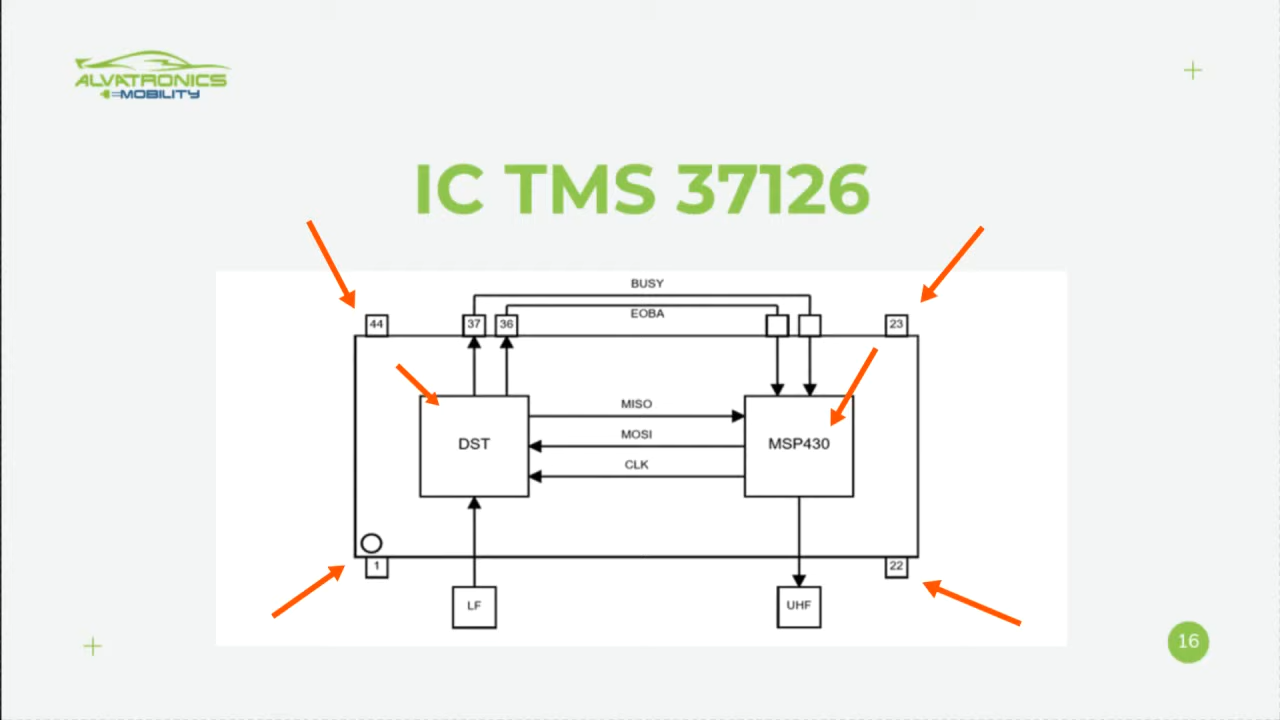 ALVATRONICS
MOBILITY
IC TMS 37126
BUSY
EOBA
44
37
36
23
MISO
DST
MOSI
MSP430
CLK
1
22
LF
UHF
16